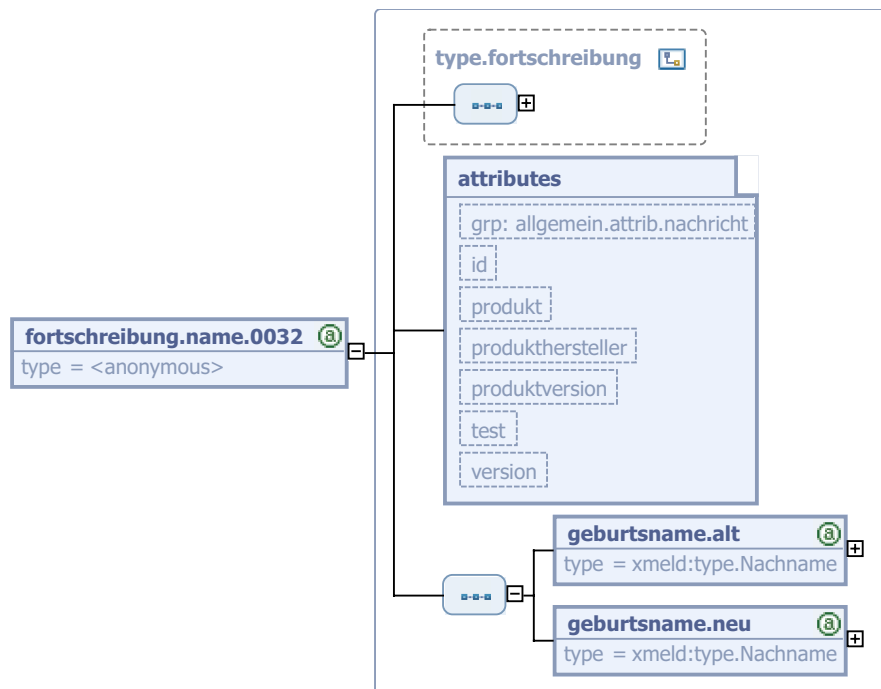 type.fortschreibung
attributes
grp: allgemein.attrib.nachricht
id
produkt
fortschreibung.name.0032 a
type = <anonymous>
produkthersteller
produktversion
test
version
geburtsname.alt a
type = xmeld:type.Nachname
geburtsname.neu a
type = xmeld:type.Nachname